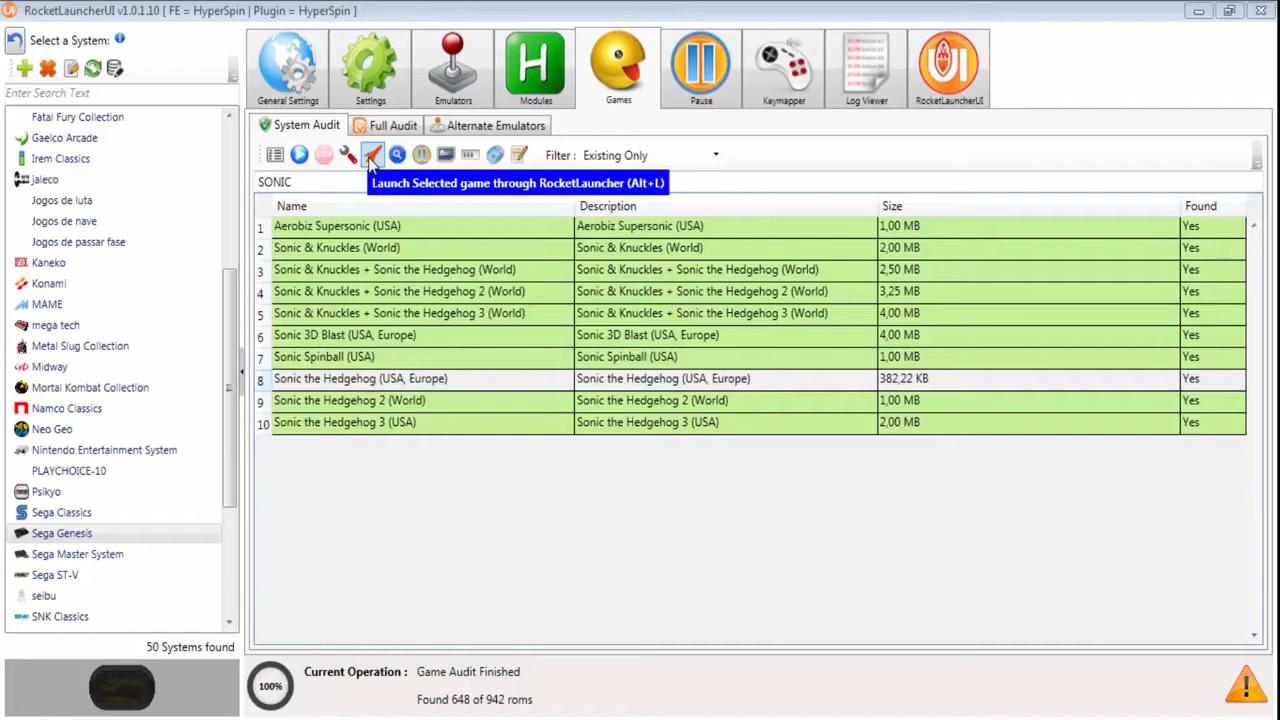 RocketLauncherUI v1.0.1.10 [ FE = HyperSpin | Plugin = HyperSpin ]
Select a System:
Enter Search Text
Fatal Fury Collection
Gaelco Arcade
Irem Classics
jaleco
Jogos de luta
Jogos de nave
Jogos de passar fase
Kaneko
Konami
MAME
mega tech
Metal Slug Collection
Midway
Mortal Kombat Collection
Namco Classics
Neo Geo
Nintendo Entertainment System
PLAYCHOICE-10
Psikyo
Sega Classics
Sega Genesis
Sega Master System
Sega ST-V
seibu
SNK Classics
50 Systems found
General Settings Settings Emulators Modules Games Pause Keymapper Log Viewer RocketLauncherUI
System Audit Full Audit Alternate Emulators
Filter : Existing Only
SONIC
Launch Selected game through RocketLauncher (Alt+L)
Name Description Size Found
1 Aerobiz Supersonic (USA) Aerobiz Supersonic (USA) 1,00 MB Yes
2 Sonic & Knuckles (World) Sonic & Knuckles (World) 2,00 MB Yes
3 Sonic & Knuckles + Sonic the Hedgehog (World) Sonic & Knuckles + Sonic the Hedgehog (World) 2,50 MB Yes
4 Sonic & Knuckles + Sonic the Hedgehog 2 (World) Sonic & Knuckles + Sonic the Hedgehog 2 (World) 3,25 MB Yes
5 Sonic & Knuckles + Sonic the Hedgehog 3 (World) Sonic & Knuckles + Sonic the Hedgehog 3 (World) 4,00 MB Yes
6 Sonic 3D Blast (USA, Europe) Sonic 3D Blast (USA, Europe) 4,00 MB Yes
7 Sonic Spinball (USA) Sonic Spinball (USA) 1,00 MB Yes
8 Sonic the Hedgehog (USA, Europe) Sonic the Hedgehog (USA, Europe) 382,22 KB Yes
9 Sonic the Hedgehog 2 (World) Sonic the Hedgehog 2 (World) 1,00 MB Yes
10 Sonic the Hedgehog 3 (USA) Sonic the Hedgehog 3 (USA) 2,00 MB Yes
100% Current Operation : Game Audit Finished
Found 648 of 942 roms